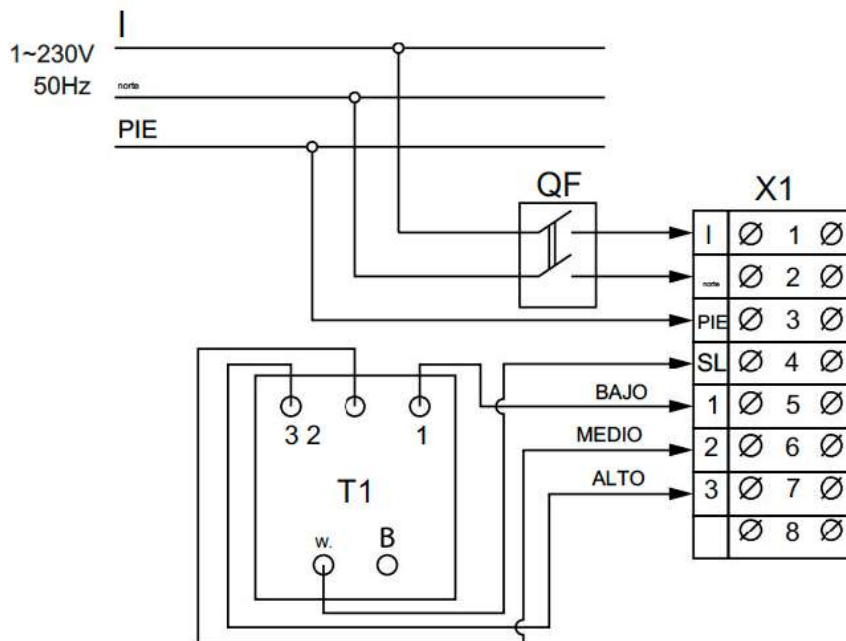 l
1~230V
50Hz
norte
PIE
QF
X1
l 1
norte 2
PIE 3
SL 4
BAJO 1 5
MEDIO 2 6
ALTO 3 7
8
3 2 1
T1
w. B